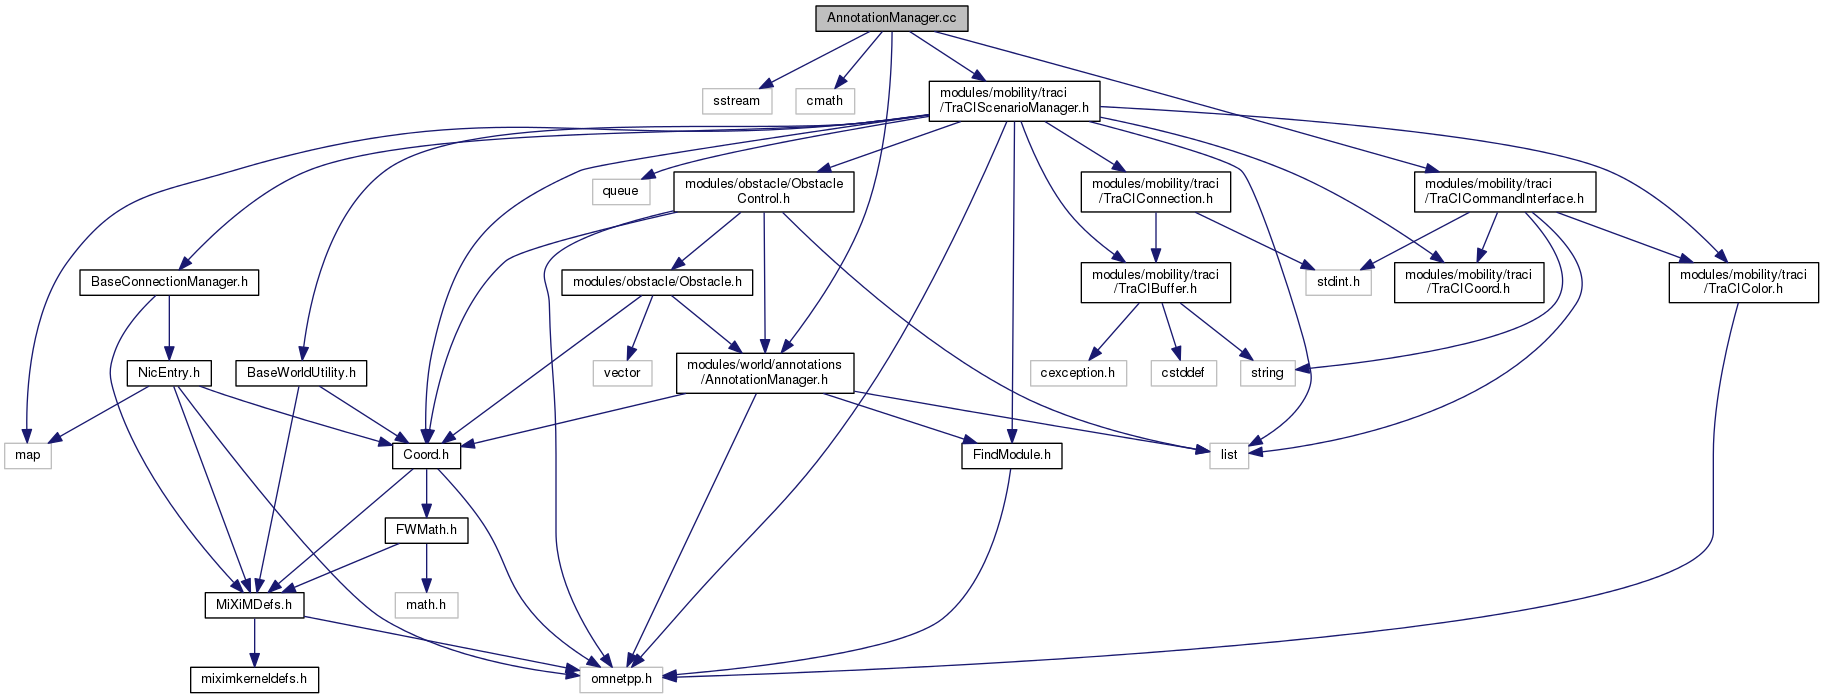 AnnotationManager.cc
sstream
cmath
modules/mobility/traci
/TraCIScenarioManager.h
queue
modules/obstacle/Obstacle
Control.h
modules/mobility/traci
/TraCIConnection.h
modules/mobility/traci
/TraCICommandInterface.h
BaseConnectionManager.h
modules/obstacle/Obstacle.h
modules/mobility/traci
/TraCIBuffer.h
stdint.h
modules/mobility/traci
/TraCICoord.h
modules/mobility/traci
/TraCIColor.h
NicEntry.h
BaseWorldUtility.h
vector
modules/world/annotations
/AnnotationManager.h
cexception.h
cstddef
string
map
Coord.h
FindModule.h
list
FWMath.h
MiXiMDefs.h
math.h
miximkerneldefs.h
omnetpp.h